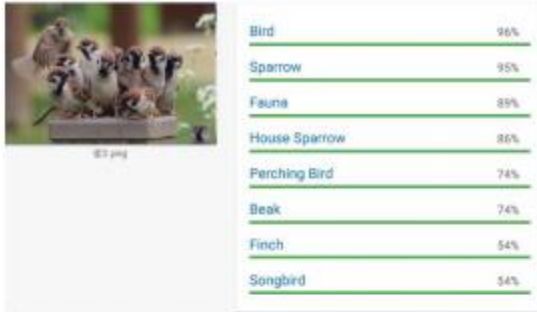 Bird 96%
Sparrow 95%
Fauna 89%
House Sparrow 86%
Perching Bird 74%
Beak 74%
Finch 54%
Songbird 54%